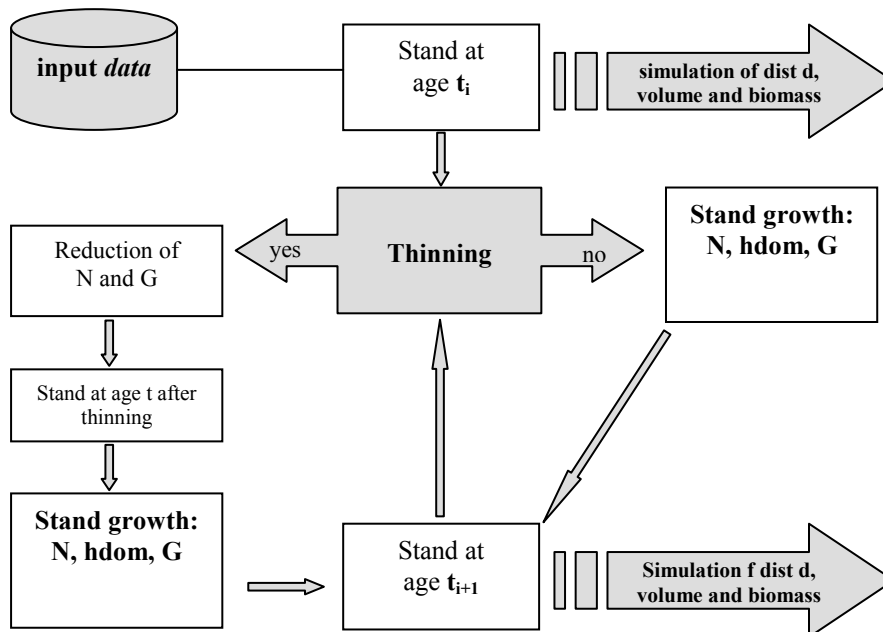 input data
Stand at
age ti
simulation of dist d,
volume and biomass
Thinning
yes
no
Stand growth:
N, hdom, G
Reduction of
N and G
Stand at age t after
thinning
Stand growth:
N, hdom, G
Stand at
age ti+1
Simulation f dist d,
volume and biomass